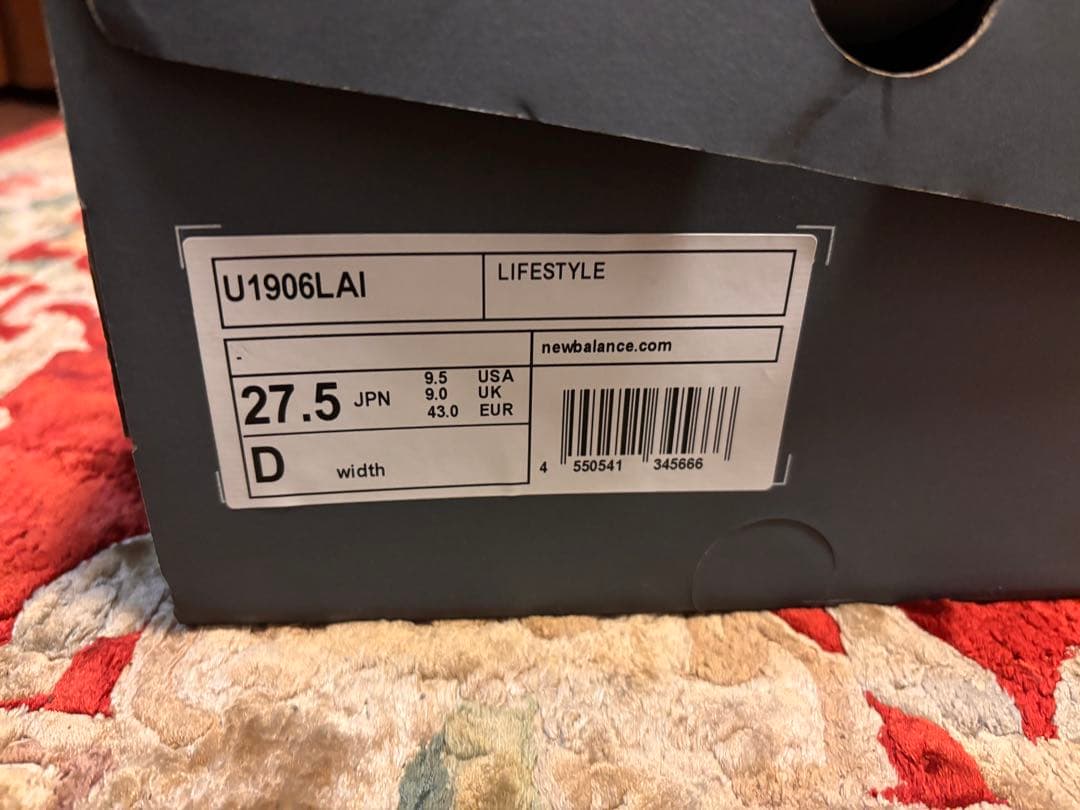 U1906LAI
LIFESTYLE
-
newbalance.com
27.5 JPN
9.5 USA
9.0 UK
43.0 EUR
D width
4 550541 345666